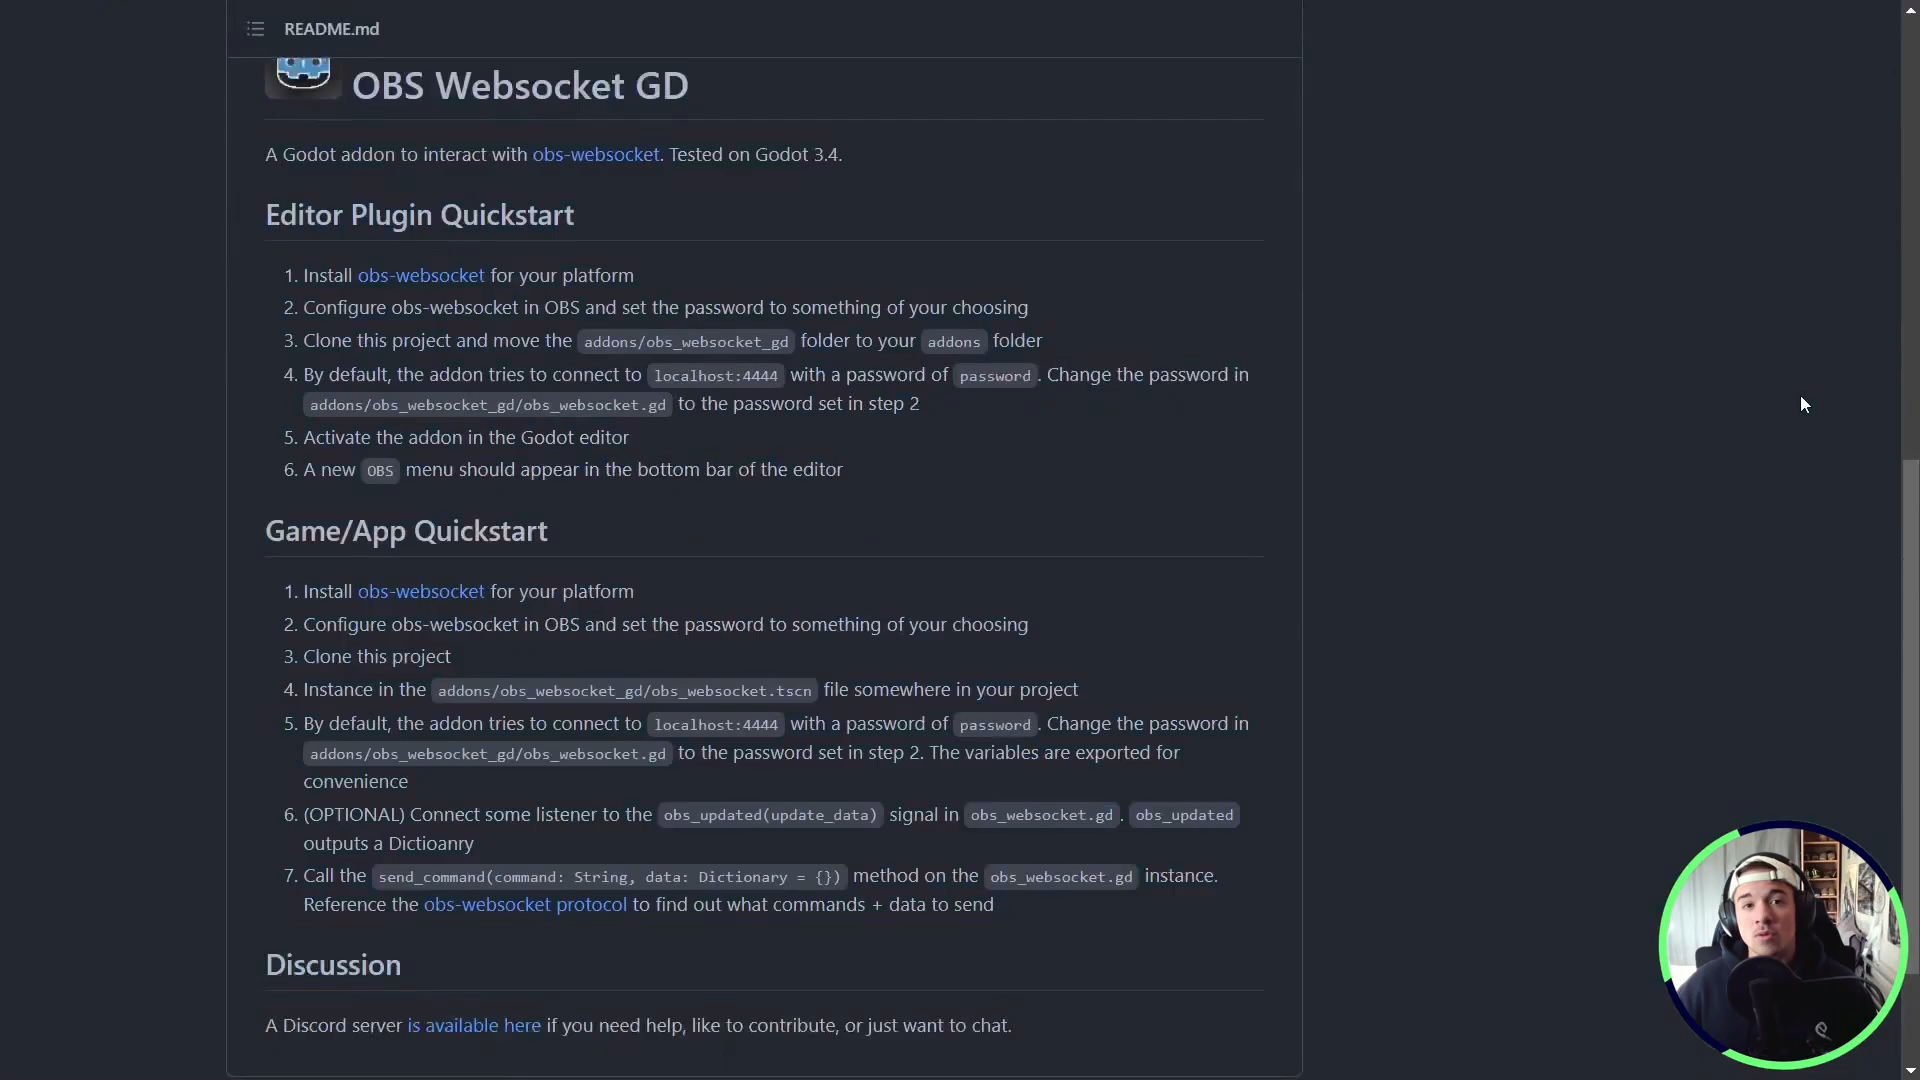 README.md
OBS Websocket GD
A Godot addon to interact with obs-websocket. Tested on Godot 3.4.
Editor Plugin Quickstart
1. Install obs-websocket for your platform
2. Configure obs-websocket in OBS and set the password to something of your choosing
3. Clone this project and move the addons/obs_websocket_gd folder to your addons folder
4. By default, the addon tries to connect to localhost:4444 with a password of password. Change the password in
addons/obs_websocket_gd/obs_websocket.gd to the password set in step 2
5. Activate the addon in the Godot editor
6. A new OBS menu should appear in the bottom bar of the editor
Game/App Quickstart
1. Install obs-websocket for your platform
2. Configure obs-websocket in OBS and set the password to something of your choosing
3. Clone this project
4. Instance in the addons/obs_websocket_gd/obs_websocket.tscn file somewhere in your project
5. By default, the addon tries to connect to localhost:4444 with a password of password. Change the password in
addons/obs_websocket_gd/obs_websocket.gd to the password set in step 2. The variables are exported for
convenience
6. (OPTIONAL) Connect some listener to the obs_updated(update_data) signal in obs_websocket.gd. obs_updated
outputs a Dictioanry
7. Call the send_command(command: String, data: Dictionary = {}) method on the obs_websocket.gd instance.
Reference the obs-websocket protocol to find out what commands + data to send
Discussion
A Discord server is available here if you need help, like to contribute, or just want to chat.